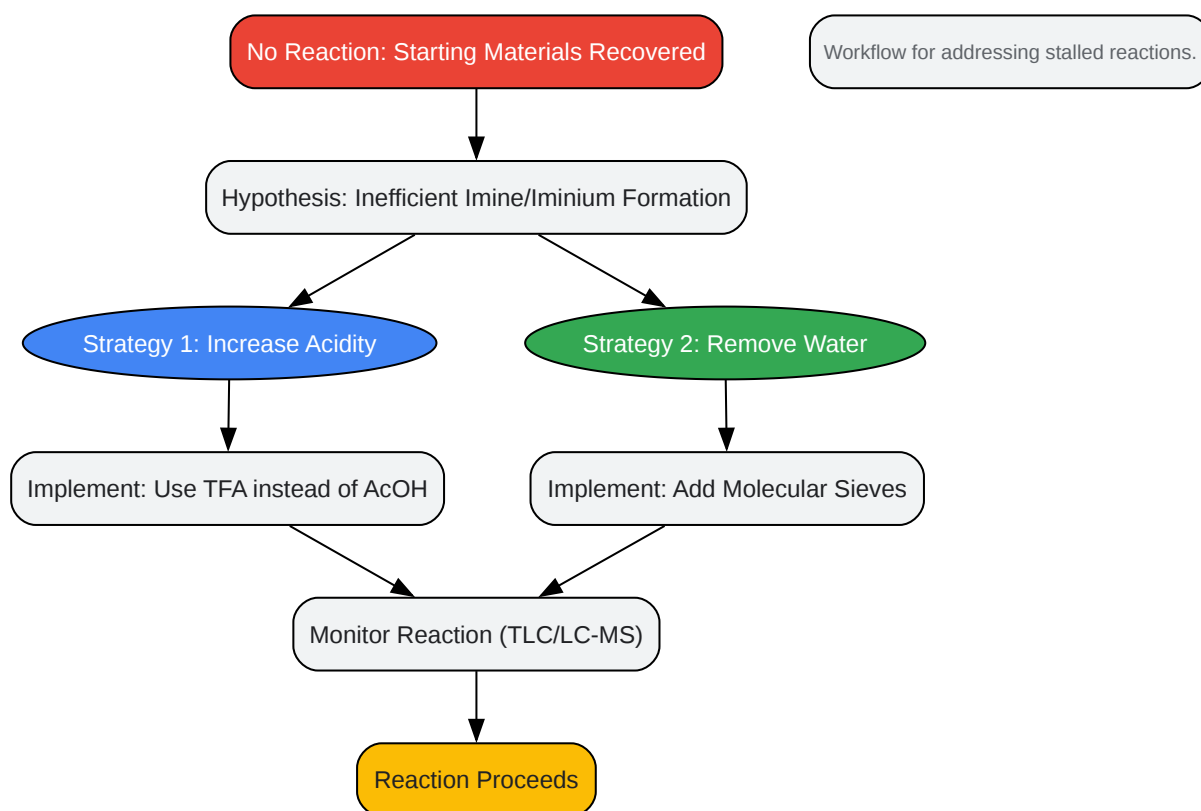 No Reaction: Starting Materials Recovered
Workflow for addressing stalled reactions.
Hypothesis: Inefficient Imine/Iminium Formation
Strategy 1: Increase Acidity
Strategy 2: Remove Water
Implement: Use TFA instead of AcOH
Implement: Add Molecular Sieves
Monitor Reaction (TLC/LC-MS)
Reaction Proceeds